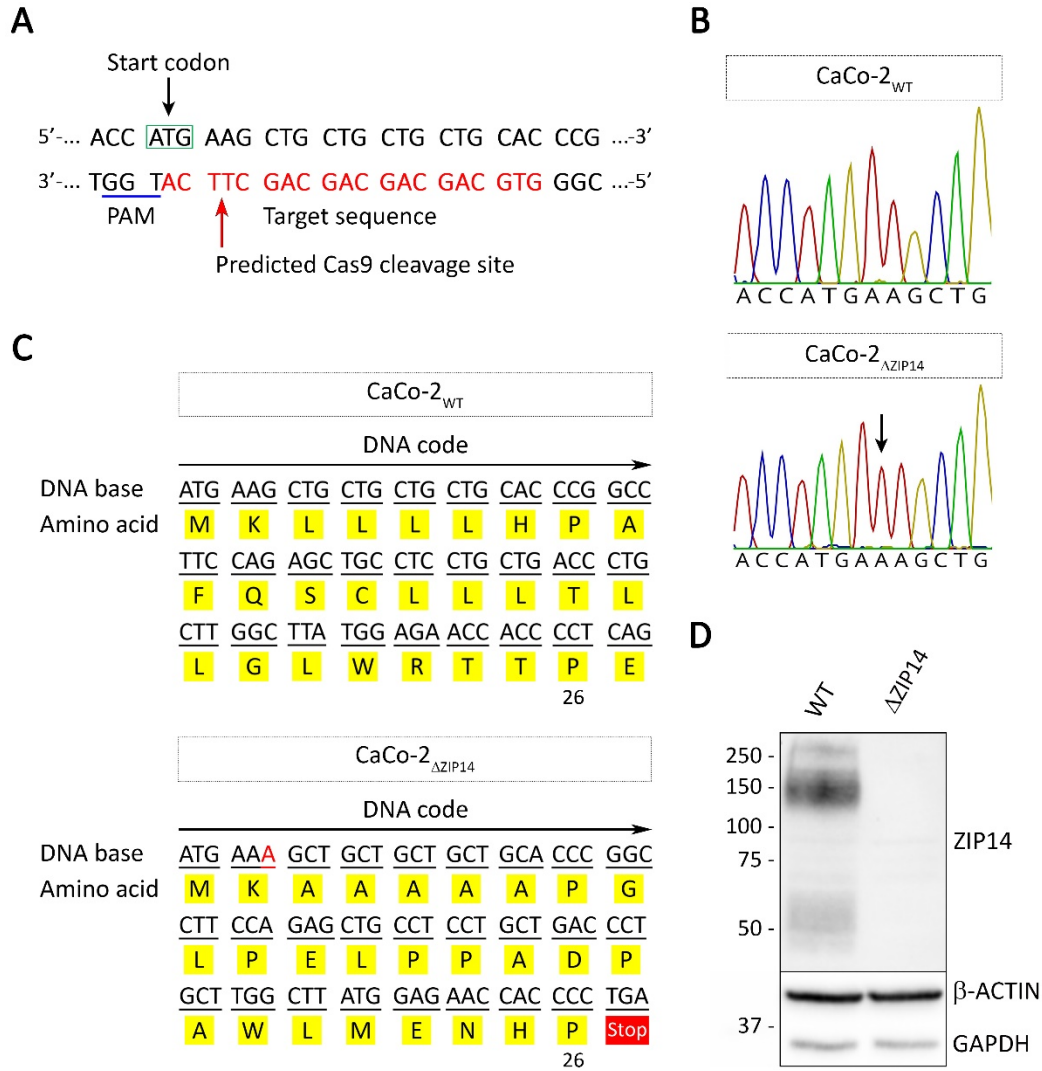 A
Start codon
5’-... ACC ATG AAG CTG CTG CTG CTG CAC CCG ...-3’
3’-... TGG TAC TTC GAC GAC GAC GAC GTG GGC ...-5’
PAM Target sequence
Predicted Cas9 cleavage site
B
CaCo-2WT
A C C A T G A A G C T G
CaCo-2ΔZIP14
A C C A T G A A A G C T G
C
CaCo-2WT
DNA code
DNA base ATG AAG CTG CTG CTG CTG CAC CCG GCC
Amino acid M K L L L L H P A
TTC CAG AGC TGC CTC CTG CTG ACC CTG
F Q S C L L L T L
CTT GGC TTA TGG AGA ACC ACC CCT CAG
L G L W R T T P E
26
CaCo-2ΔZIP14
DNA code
DNA base ATG AAA GCT GCT GCT GCT GCA CCC GGC
Amino acid M K A A A A A P G
CTT CCA GAG CTG CCT CCT GCT GAC CCT
L P E L P P A D P
GCT TGG CTT ATG GAG AAC CAC CCC TGA
A W L M E N H P Stop
26
D
WT ΔZIP14
250 -
150 -
100 -
75 -
50 -
37 -
ZIP14
β-ACTIN
GAPDH